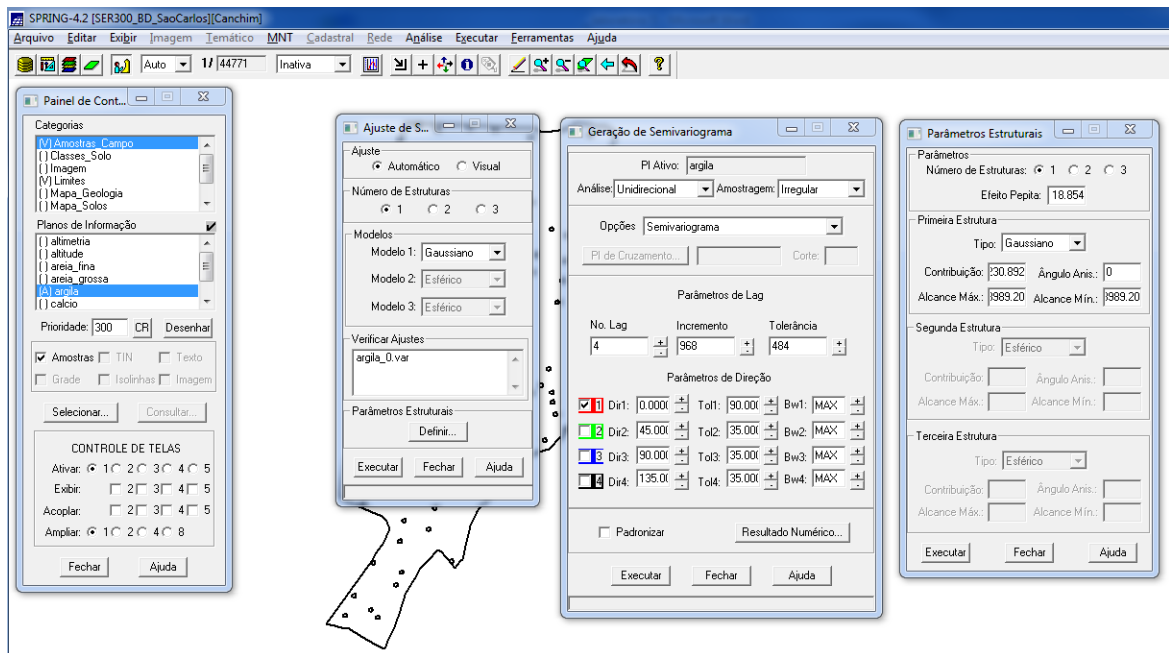 SPRING-4.2 [SER300_BD_SaoCarlos][Canchim]
Arquivo Editar Exibir Imagem Temático MNT Cadastral Rede Análise Executar Ferramentas Ajuda
Auto 1/ 44771 Inativa
Painel de Cont...
Categorias
(V) Amostras_Campo
( ) Classes_Solo
( ) Imagem
(V) Limites
( ) Mapa_Geologia
( ) Mapa_Solos
Planos de Informação
( ) altimetria
( ) altitude
( ) areia_fina
( ) areia_grossa
(A) argila
( ) calcio
Prioridade: 300 CR Desenhar
Amostras TIN Texto
Grade Isolinhas Imagem
Selecionar... Consultar...
CONTROLE DE TELAS
Ativar: 1 2 3 4 5
Exibir: 2 3 4 5
Acoplar: 2 3 4 5
Ampliar: 1 2 4 8
Fechar Ajuda
Ajuste de S...
Ajuste
Automático Visual
Número de Estruturas
1 2 3
Modelos
Modelo 1: Gaussiano
Modelo 2: Esférico
Modelo 3: Esférico
Verificar Ajustes
argila_0.var
Parâmetros Estruturais
Definir...
Executar Fechar Ajuda
Geração de Semivariograma
PI Ativo: argila
Análise: Unidirecional Amostragem: Irregular
Opções Semivariograma
PI de Cruzamento... Corte:
Parâmetros de Lag
No. Lag Incremento Tolerância
4 968 484
Parâmetros de Direção
1 Dir1: 0.0000 Tol1: 90.000 Bw1: MAX
2 Dir2: 45.000 Tol2: 35.000 Bw2: MAX
3 Dir3: 90.000 Tol3: 35.000 Bw3: MAX
4 Dir4: 135.00 Tol4: 35.000 Bw4: MAX
Padronizar Resultado Numérico...
Executar Fechar Ajuda
Parâmetros Estruturais
Parâmetros
Número de Estruturas: 1 2 3
Efeito Pepita: 18.854
Primeira Estrutura
Tipo: Gaussiano
Contribuição: 30.892 Ângulo Anis.: 0
Alcance Máx.: 989.20 Alcance Mín.: 989.20
Segunda Estrutura
Tipo: Esférico
Contribuição: Ângulo Anis.:
Alcance Máx.: Alcance Mín.:
Terceira Estrutura
Tipo: Esférico
Contribuição: Ângulo Anis.:
Alcance Máx.: Alcance Mín.:
Executar Fechar Ajuda